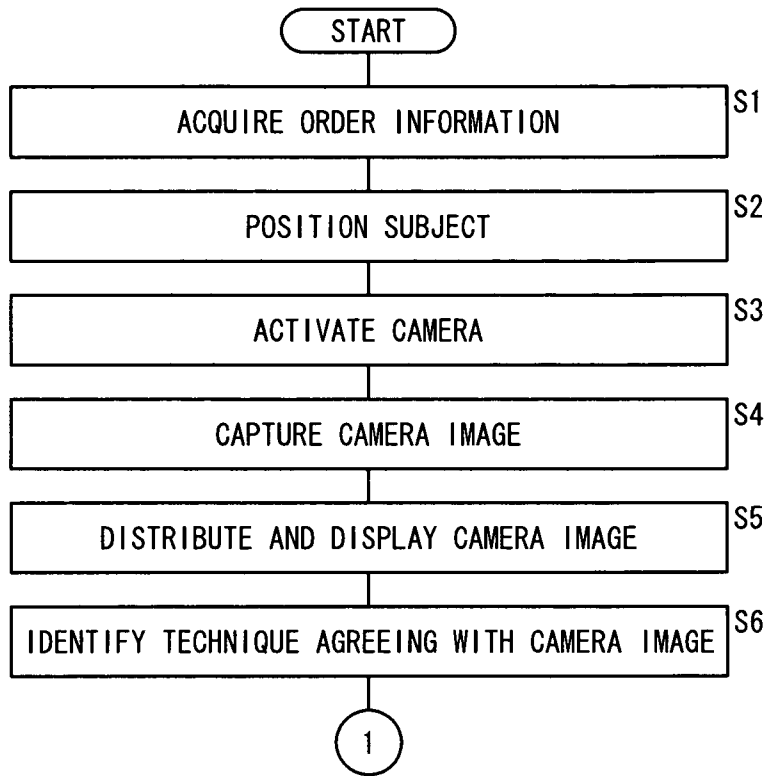 START
ACQUIRE ORDER INFORMATION
S1
POSITION SUBJECT
S2
ACTIVATE CAMERA
S3
CAPTURE CAMERA IMAGE
S4
DISTRIBUTE AND DISPLAY CAMERA IMAGE
S5
IDENTIFY TECHNIQUE AGREEING WITH CAMERA IMAGE
S6
1